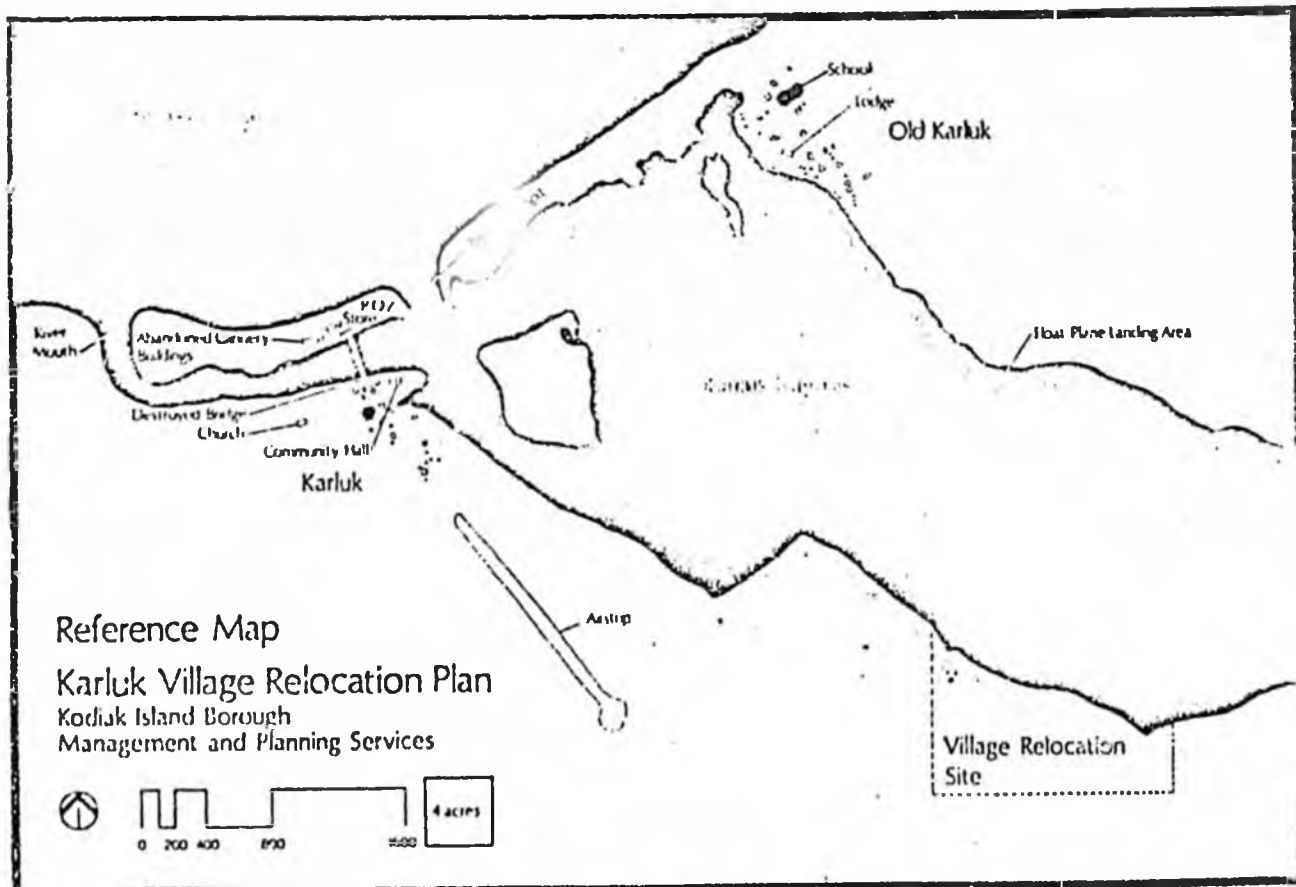 School
Lodge
Old Karluk
River
Mouth
Abandoned Cannery
Buildings
Store
Float Plane Landing Area
Destroyed Bridge
Church
Community Hall
Karluk
Airstrip
Reference Map
Karluk Village Relocation Plan
Kodiak Island Borough
Management and Planning Services
Village Relocation
Site
4 acres
0 200 400 800 1600